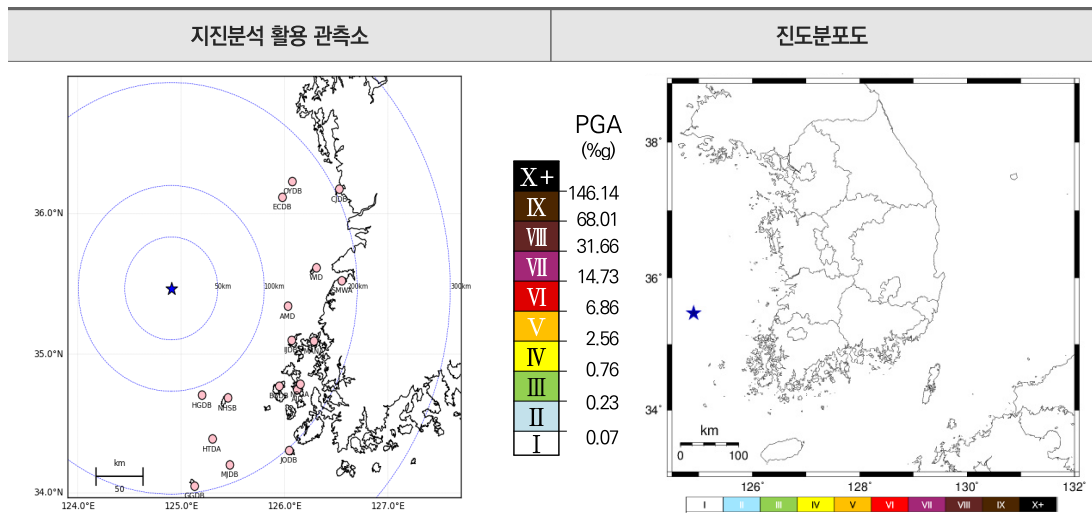 지진분석 활용 관측소
진도분포도
36.0°N
35.0°N
34.0°N
124.0°E
125.0°E
126.0°E
127.0°E
DYDB
ECDB
CJDB
WID
SMWA
AMD
HGDB
NHSB
HTDA
MJDB
GGDB
JODB
50km
100km
200km
300km
km
50
PGA
(%g)
X+
IX
VIII
VII
VI
V
IV
III
II
I
146.14
68.01
31.66
14.73
6.86
2.56
0.76
0.23
0.07
38°
36°
34°
km
0 100
126° 128° 130° 132°
I II III IV V VI VII VIII IX X+